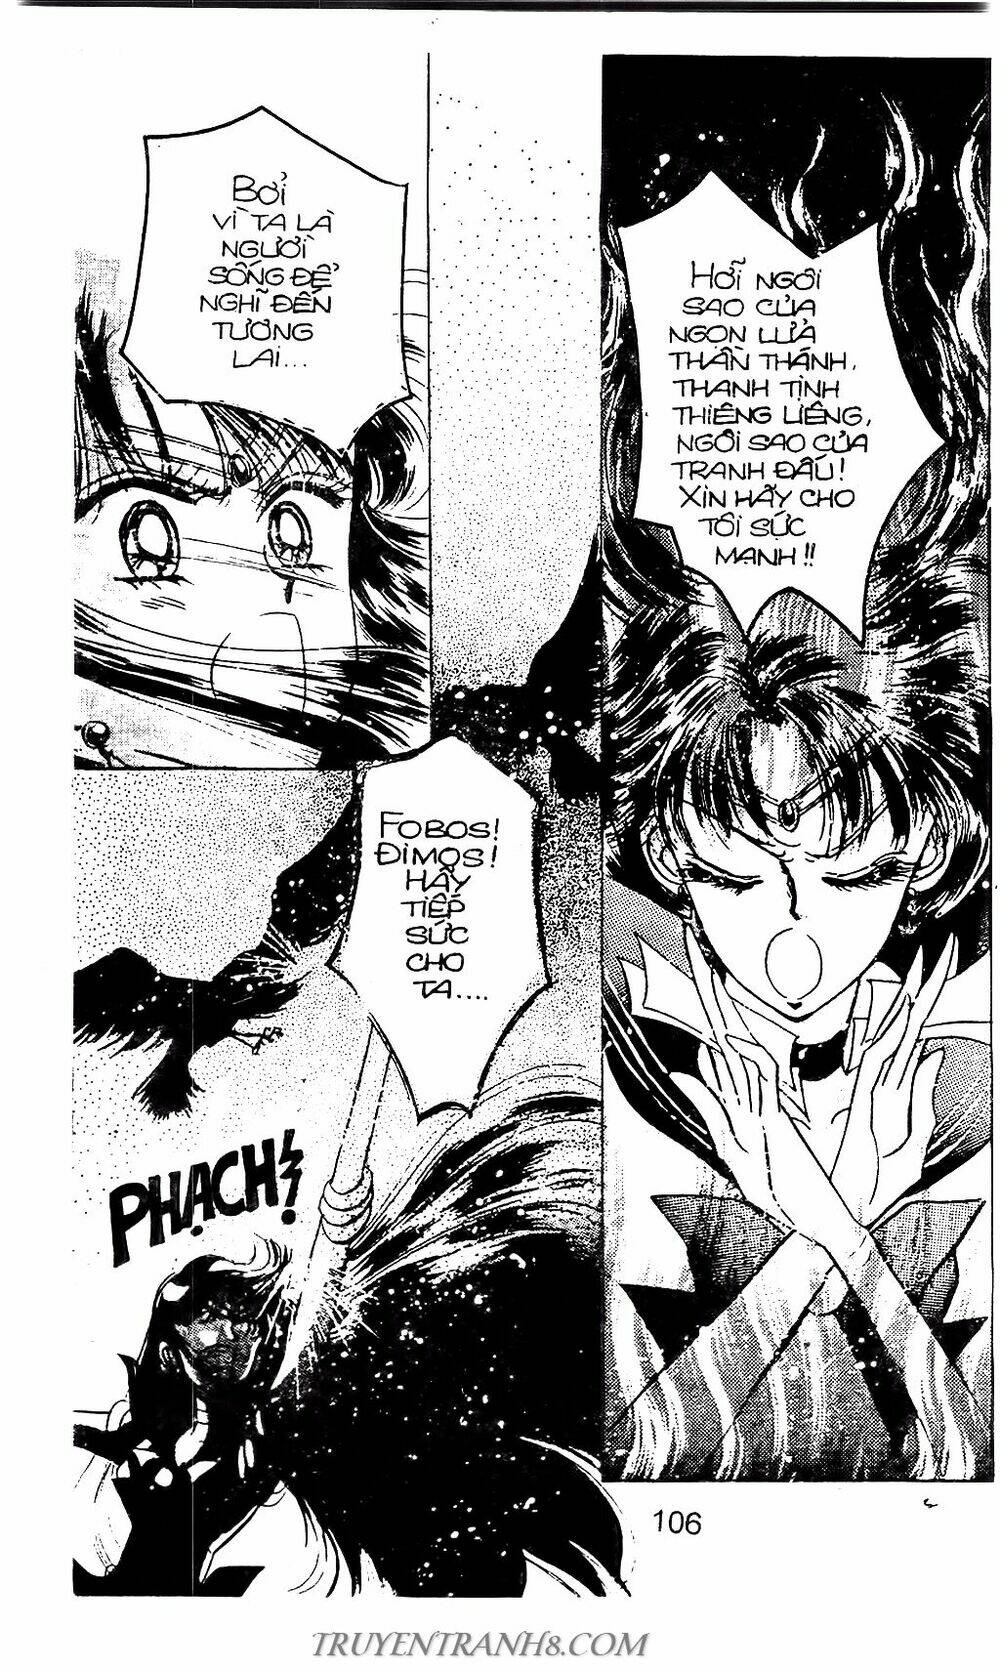 HỠI NGÔI
SAO CỦA
NGỌN LỬA
THẦN THÁNH,
THANH TỊNH
THIÊNG LIÊNG,
NGÔI SAO CỦA
TRANH ĐẤU!
XIN HÃY CHO
TÔI SỨC
MẠNH!!
BỞI
VÌ TA LÀ
NGƯỜI
SỐNG ĐỂ
NGHĨ ĐẾN
TƯƠNG
LAI...
FOBOS!
ĐIMOS!
HÃY
TIẾP
SỨC
CHO
TA....
PHẠCH!
106
TRUYENTRANH8.COM